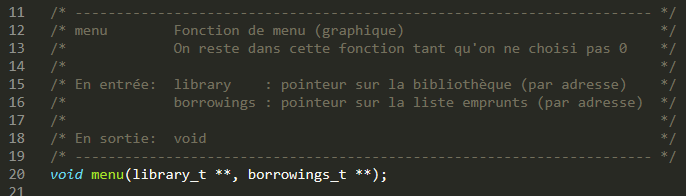 11 /* ---------------------------------------------------------------------- */
12 /* menu        Fonction de menu (graphique)                               */
13 /*             On reste dans cette fonction tant qu'on ne choisi pas 0    */
14 /*                                                                        */
15 /* En entrée:  library    : pointeur sur la bibliothèque (par adresse)    */
16 /*             borrowings : pointeur sur la liste emprunts (par adresse)  */
17 /*                                                                        */
18 /* En sortie:  void                                                       */
19 /* ---------------------------------------------------------------------- */
20 void menu(library_t **, borrowings_t **);
21